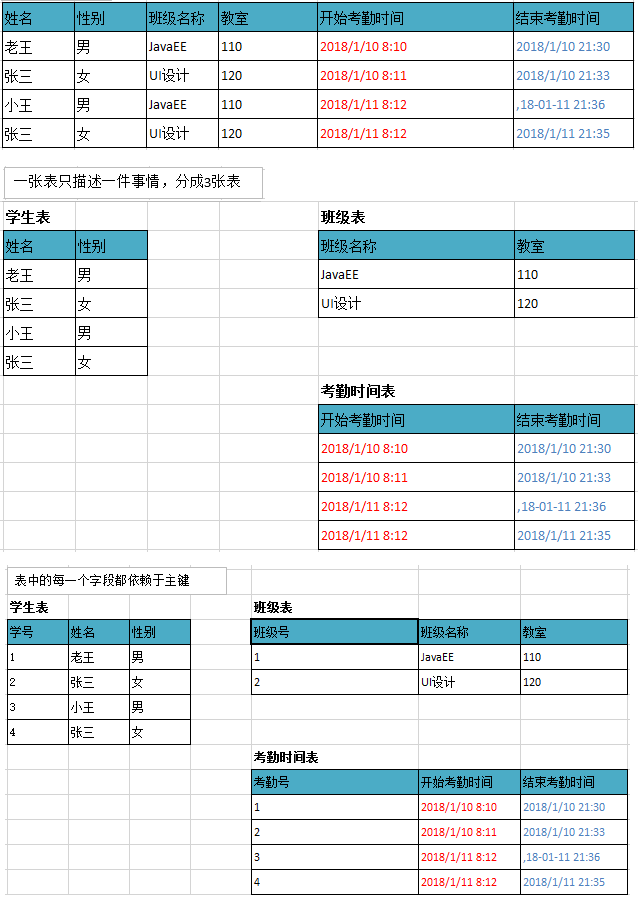 姓名 性别 班级名称 教室 开始考勤时间 结束考勤时间
老王 男 JavaEE 110 2018/1/10 8:10 2018/1/10 21:30
张三 女 UI设计 120 2018/1/10 8:11 2018/1/10 21:33
小王 男 JavaEE 110 2018/1/11 8:12 ,18-01-11 21:36
张三 女 UI设计 120 2018/1/11 8:12 2018/1/11 21:35
一张表只描述一件事情，分成3张表
学生表 班级表
姓名 性别 班级名称 教室
老王 男 JavaEE 110
张三 女 UI设计 120
小王 男
张三 女
考勤时间表
开始考勤时间 结束考勤时间
2018/1/10 8:10 2018/1/10 21:30
2018/1/10 8:11 2018/1/10 21:33
2018/1/11 8:12 ,18-01-11 21:36
2018/1/11 8:12 2018/1/11 21:35
表中的每一个字段都依赖于主键
学生表 班级表
学号 姓名 性别 班级号 班级名称 教室
1 老王 男 1 JavaEE 110
2 张三 女 2 UI设计 120
3 小王 男
4 张三 女
考勤时间表
考勤号 开始考勤时间 结束考勤时间
1 2018/1/10 8:10 2018/1/10 21:30
2 2018/1/10 8:11 2018/1/10 21:33
3 2018/1/11 8:12 ,18-01-11 21:36
4 2018/1/11 8:12 2018/1/11 21:35